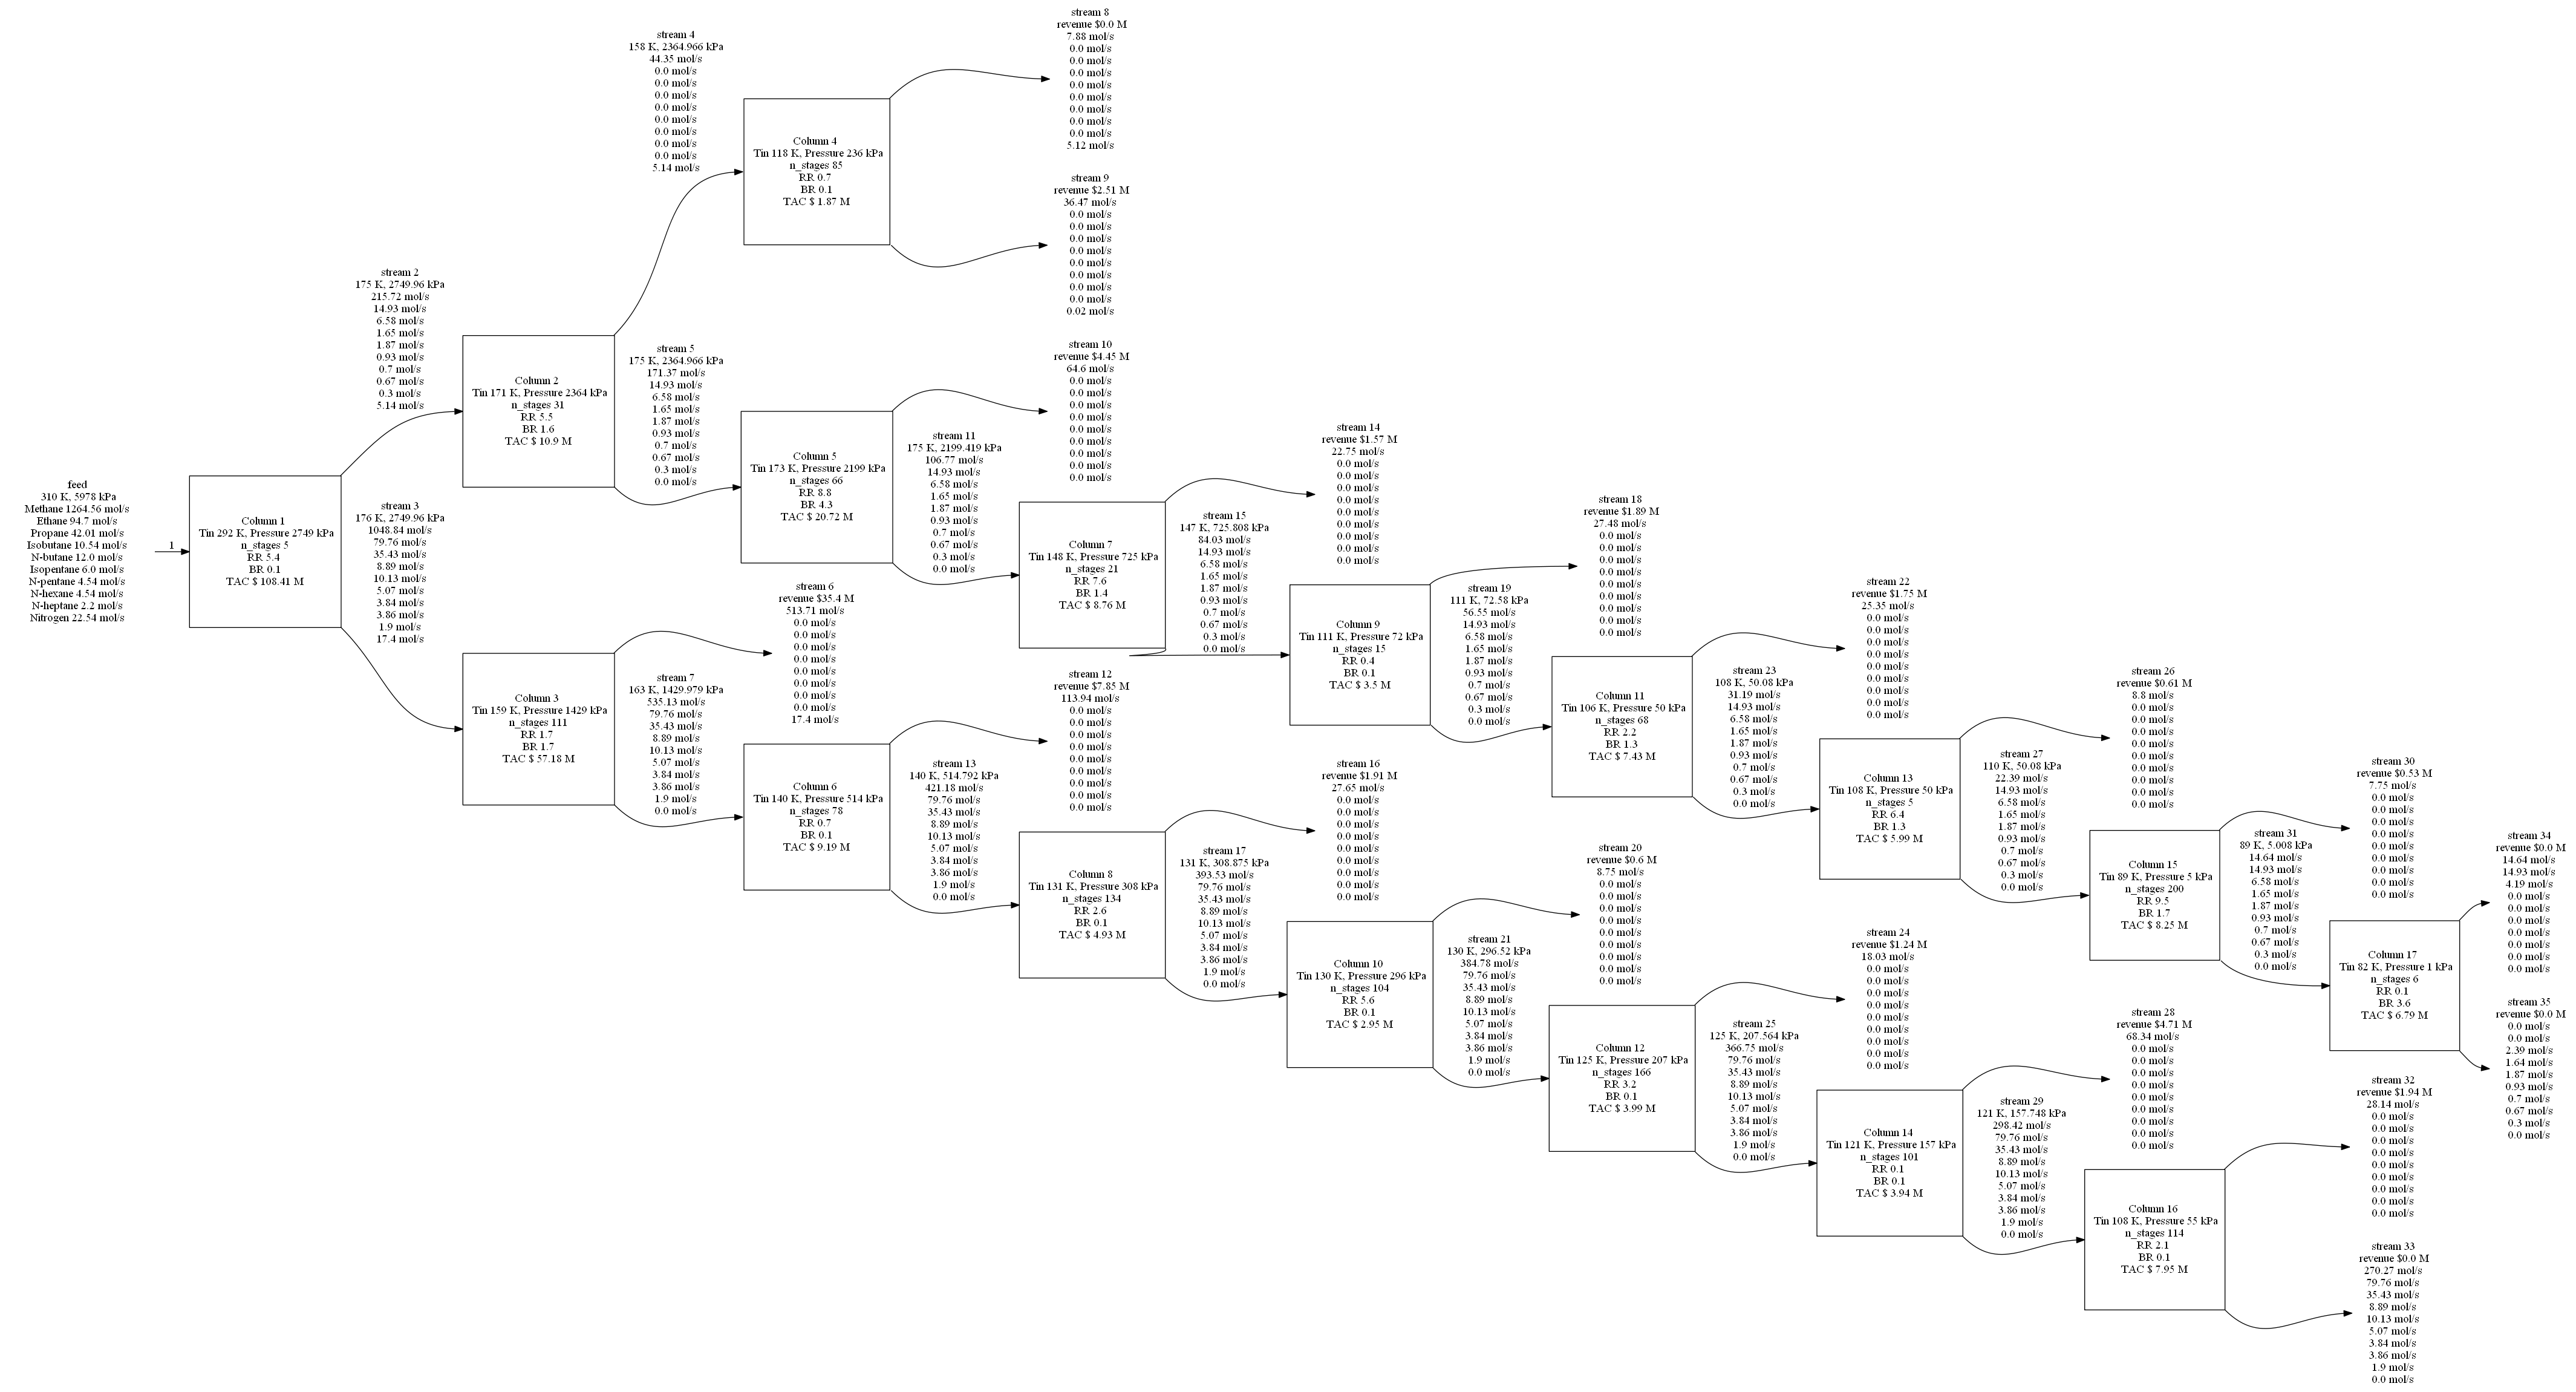 feed
310 K, 5978 kPa
Methane 1264.56 mol/s
Ethane 94.7 mol/s
Propane 42.01 mol/s
Isobutane 10.54 mol/s
N-butane 12.0 mol/s
Isopentane 6.0 mol/s
N-pentane 4.54 mol/s
N-hexane 4.54 mol/s
N-heptane 2.2 mol/s
Nitrogen 22.54 mol/s
1
Column 1
Tin 292 K, Pressure 2749 kPa
n_stages 5
RR 5.4
BR 0.1
TAC $ 108.41 M
stream 2
175 K, 2749.96 kPa
215.72 mol/s
14.93 mol/s
6.58 mol/s
1.65 mol/s
1.87 mol/s
0.93 mol/s
0.7 mol/s
0.67 mol/s
0.3 mol/s
5.14 mol/s
stream 3
176 K, 2749.96 kPa
1048.84 mol/s
79.76 mol/s
35.43 mol/s
8.89 mol/s
10.13 mol/s
5.07 mol/s
3.84 mol/s
3.86 mol/s
1.9 mol/s
17.4 mol/s
Column 2
Tin 171 K, Pressure 2364 kPa
n_stages 31
RR 5.5
BR 1.6
TAC $ 10.9 M
Column 3
Tin 159 K, Pressure 1429 kPa
n_stages 111
RR 1.7
BR 1.7
TAC $ 57.18 M
stream 4
158 K, 2364.966 kPa
44.35 mol/s
0.0 mol/s
0.0 mol/s
0.0 mol/s
0.0 mol/s
0.0 mol/s
0.0 mol/s
0.0 mol/s
0.0 mol/s
5.14 mol/s
stream 5
175 K, 2364.966 kPa
171.37 mol/s
14.93 mol/s
6.58 mol/s
1.65 mol/s
1.87 mol/s
0.93 mol/s
0.7 mol/s
0.67 mol/s
0.3 mol/s
0.0 mol/s
stream 6
revenue $35.4 M
513.71 mol/s
0.0 mol/s
0.0 mol/s
0.0 mol/s
0.0 mol/s
0.0 mol/s
0.0 mol/s
0.0 mol/s
0.0 mol/s
17.4 mol/s
stream 7
163 K, 1429.979 kPa
535.13 mol/s
79.76 mol/s
35.43 mol/s
8.89 mol/s
10.13 mol/s
5.07 mol/s
3.84 mol/s
3.86 mol/s
1.9 mol/s
0.0 mol/s
Column 4
Tin 118 K, Pressure 236 kPa
n_stages 85
RR 0.7
BR 0.1
TAC $ 1.87 M
Column 5
Tin 173 K, Pressure 2199 kPa
n_stages 66
RR 8.8
BR 4.3
TAC $ 20.72 M
Column 6
Tin 140 K, Pressure 514 kPa
n_stages 78
RR 0.7
BR 0.1
TAC $ 9.19 M
stream 8
revenue $0.0 M
7.88 mol/s
0.0 mol/s
0.0 mol/s
0.0 mol/s
0.0 mol/s
0.0 mol/s
0.0 mol/s
0.0 mol/s
0.0 mol/s
5.12 mol/s
stream 9
revenue $2.51 M
36.47 mol/s
0.0 mol/s
0.0 mol/s
0.0 mol/s
0.0 mol/s
0.0 mol/s
0.0 mol/s
0.0 mol/s
0.0 mol/s
0.02 mol/s
stream 10
revenue $4.45 M
64.6 mol/s
0.0 mol/s
0.0 mol/s
0.0 mol/s
0.0 mol/s
0.0 mol/s
0.0 mol/s
0.0 mol/s
0.0 mol/s
0.0 mol/s
stream 11
175 K, 2199.419 kPa
106.77 mol/s
14.93 mol/s
6.58 mol/s
1.65 mol/s
1.87 mol/s
0.93 mol/s
0.7 mol/s
0.67 mol/s
0.3 mol/s
0.0 mol/s
stream 12
revenue $7.85 M
113.94 mol/s
0.0 mol/s
0.0 mol/s
0.0 mol/s
0.0 mol/s
0.0 mol/s
0.0 mol/s
0.0 mol/s
0.0 mol/s
0.0 mol/s
stream 13
140 K, 514.792 kPa
421.18 mol/s
79.76 mol/s
35.43 mol/s
8.89 mol/s
10.13 mol/s
5.07 mol/s
3.84 mol/s
3.86 mol/s
1.9 mol/s
0.0 mol/s
Column 7
Tin 148 K, Pressure 725 kPa
n_stages 21
RR 7.6
BR 1.4
TAC $ 8.76 M
Column 8
Tin 131 K, Pressure 308 kPa
n_stages 134
RR 2.6
BR 0.1
TAC $ 4.93 M
stream 14
revenue $1.57 M
22.75 mol/s
0.0 mol/s
0.0 mol/s
0.0 mol/s
0.0 mol/s
0.0 mol/s
0.0 mol/s
0.0 mol/s
0.0 mol/s
0.0 mol/s
stream 15
147 K, 725.808 kPa
84.03 mol/s
14.93 mol/s
6.58 mol/s
1.65 mol/s
1.87 mol/s
0.93 mol/s
0.7 mol/s
0.67 mol/s
0.3 mol/s
0.0 mol/s
stream 16
revenue $1.91 M
27.65 mol/s
0.0 mol/s
0.0 mol/s
0.0 mol/s
0.0 mol/s
0.0 mol/s
0.0 mol/s
0.0 mol/s
0.0 mol/s
0.0 mol/s
stream 17
131 K, 308.875 kPa
393.53 mol/s
79.76 mol/s
35.43 mol/s
8.89 mol/s
10.13 mol/s
5.07 mol/s
3.84 mol/s
3.86 mol/s
1.9 mol/s
0.0 mol/s
Column 9
Tin 111 K, Pressure 72 kPa
n_stages 15
RR 0.4
BR 0.1
TAC $ 3.5 M
Column 10
Tin 130 K, Pressure 296 kPa
n_stages 104
RR 5.6
BR 0.1
TAC $ 2.95 M
stream 18
revenue $1.89 M
27.48 mol/s
0.0 mol/s
0.0 mol/s
0.0 mol/s
0.0 mol/s
0.0 mol/s
0.0 mol/s
0.0 mol/s
0.0 mol/s
0.0 mol/s
stream 19
111 K, 72.58 kPa
56.55 mol/s
14.93 mol/s
6.58 mol/s
1.65 mol/s
1.87 mol/s
0.93 mol/s
0.7 mol/s
0.67 mol/s
0.3 mol/s
0.0 mol/s
stream 20
revenue $0.6 M
8.75 mol/s
0.0 mol/s
0.0 mol/s
0.0 mol/s
0.0 mol/s
0.0 mol/s
0.0 mol/s
0.0 mol/s
0.0 mol/s
0.0 mol/s
stream 21
130 K, 296.52 kPa
384.78 mol/s
79.76 mol/s
35.43 mol/s
8.89 mol/s
10.13 mol/s
5.07 mol/s
3.84 mol/s
3.86 mol/s
1.9 mol/s
0.0 mol/s
Column 11
Tin 106 K, Pressure 50 kPa
n_stages 68
RR 2.2
BR 1.3
TAC $ 7.43 M
Column 12
Tin 125 K, Pressure 207 kPa
n_stages 166
RR 3.2
BR 0.1
TAC $ 3.99 M
stream 22
revenue $1.75 M
25.35 mol/s
0.0 mol/s
0.0 mol/s
0.0 mol/s
0.0 mol/s
0.0 mol/s
0.0 mol/s
0.0 mol/s
0.0 mol/s
0.0 mol/s
stream 23
108 K, 50.08 kPa
31.19 mol/s
14.93 mol/s
6.58 mol/s
1.65 mol/s
1.87 mol/s
0.93 mol/s
0.7 mol/s
0.67 mol/s
0.3 mol/s
0.0 mol/s
stream 24
revenue $1.24 M
18.03 mol/s
0.0 mol/s
0.0 mol/s
0.0 mol/s
0.0 mol/s
0.0 mol/s
0.0 mol/s
0.0 mol/s
0.0 mol/s
0.0 mol/s
stream 25
125 K, 207.564 kPa
366.75 mol/s
79.76 mol/s
35.43 mol/s
8.89 mol/s
10.13 mol/s
5.07 mol/s
3.84 mol/s
3.86 mol/s
1.9 mol/s
0.0 mol/s
Column 13
Tin 108 K, Pressure 50 kPa
n_stages 5
RR 6.4
BR 1.3
TAC $ 5.99 M
Column 14
Tin 121 K, Pressure 157 kPa
n_stages 101
RR 0.1
BR 0.1
TAC $ 3.94 M
stream 26
revenue $0.61 M
8.8 mol/s
0.0 mol/s
0.0 mol/s
0.0 mol/s
0.0 mol/s
0.0 mol/s
0.0 mol/s
0.0 mol/s
0.0 mol/s
0.0 mol/s
stream 27
110 K, 50.08 kPa
22.39 mol/s
14.93 mol/s
6.58 mol/s
1.65 mol/s
1.87 mol/s
0.93 mol/s
0.7 mol/s
0.67 mol/s
0.3 mol/s
0.0 mol/s
stream 28
revenue $4.71 M
68.34 mol/s
0.0 mol/s
0.0 mol/s
0.0 mol/s
0.0 mol/s
0.0 mol/s
0.0 mol/s
0.0 mol/s
0.0 mol/s
0.0 mol/s
stream 29
121 K, 157.748 kPa
298.42 mol/s
79.76 mol/s
35.43 mol/s
8.89 mol/s
10.13 mol/s
5.07 mol/s
3.84 mol/s
3.86 mol/s
1.9 mol/s
0.0 mol/s
Column 15
Tin 89 K, Pressure 5 kPa
n_stages 200
RR 9.5
BR 1.7
TAC $ 8.25 M
Column 16
Tin 108 K, Pressure 55 kPa
n_stages 114
RR 2.1
BR 0.1
TAC $ 7.95 M
stream 30
revenue $0.53 M
7.75 mol/s
0.0 mol/s
0.0 mol/s
0.0 mol/s
0.0 mol/s
0.0 mol/s
0.0 mol/s
0.0 mol/s
0.0 mol/s
0.0 mol/s
stream 31
89 K, 5.008 kPa
14.64 mol/s
14.93 mol/s
6.58 mol/s
1.65 mol/s
1.87 mol/s
0.93 mol/s
0.7 mol/s
0.67 mol/s
0.3 mol/s
0.0 mol/s
stream 32
revenue $1.94 M
28.14 mol/s
0.0 mol/s
0.0 mol/s
0.0 mol/s
0.0 mol/s
0.0 mol/s
0.0 mol/s
0.0 mol/s
0.0 mol/s
0.0 mol/s
stream 33
revenue $0.0 M
270.27 mol/s
79.76 mol/s
35.43 mol/s
8.89 mol/s
10.13 mol/s
5.07 mol/s
3.84 mol/s
3.86 mol/s
1.9 mol/s
0.0 mol/s
Column 17
Tin 82 K, Pressure 1 kPa
n_stages 6
RR 0.1
BR 3.6
TAC $ 6.79 M
stream 34
revenue $0.0 M
14.64 mol/s
14.93 mol/s
4.19 mol/s
0.0 mol/s
0.0 mol/s
0.0 mol/s
0.0 mol/s
0.0 mol/s
0.0 mol/s
0.0 mol/s
stream 35
revenue $0.0 M
0.0 mol/s
0.0 mol/s
2.39 mol/s
1.64 mol/s
1.87 mol/s
0.93 mol/s
0.7 mol/s
0.67 mol/s
0.3 mol/s
0.0 mol/s